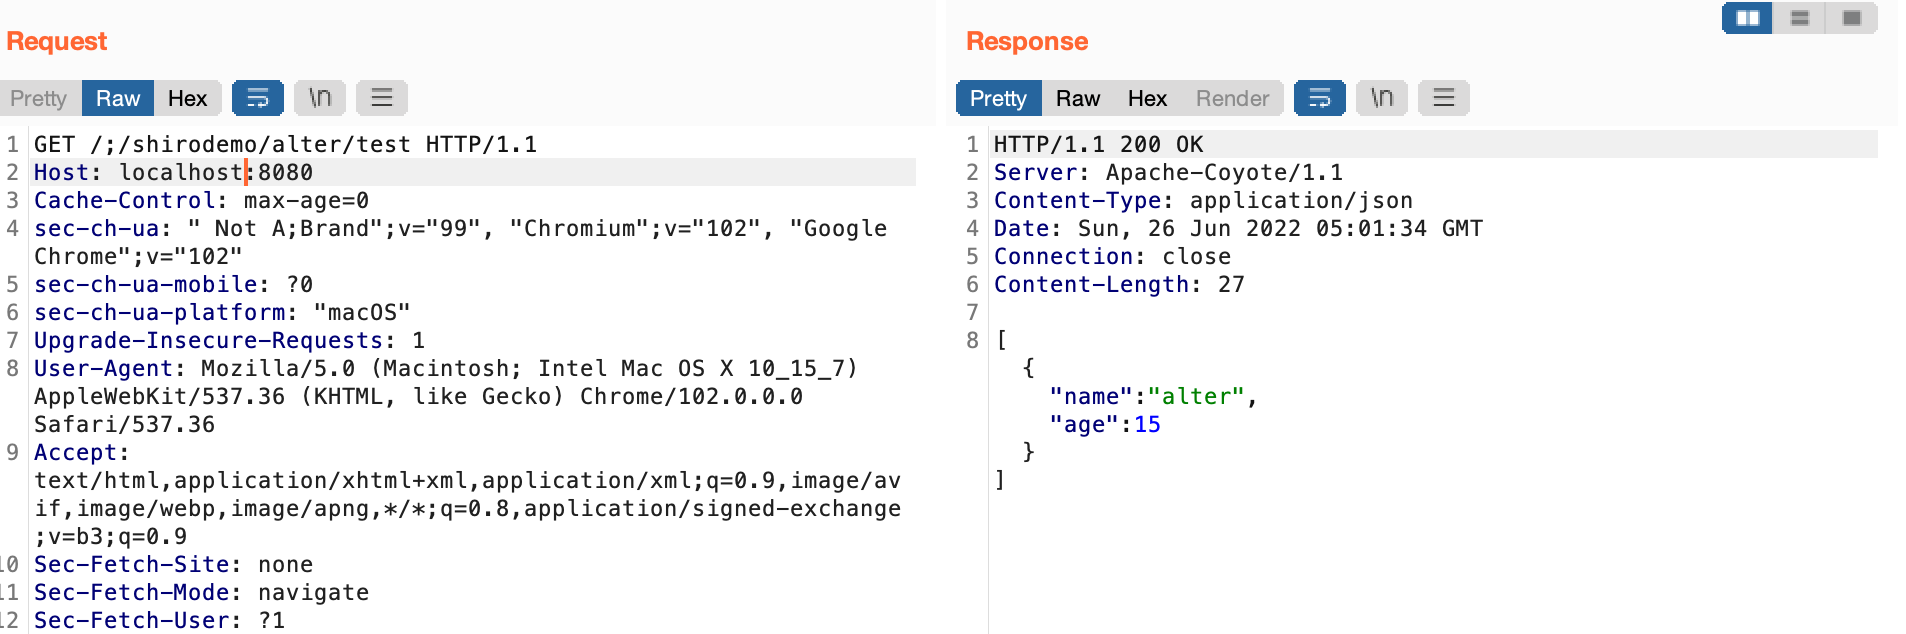 Request
Pretty Raw Hex \n
1 GET /;/shirodemo/alter/test HTTP/1.1
2 Host: localhost:8080
3 Cache-Control: max-age=0
4 sec-ch-ua: " Not A;Brand";v="99", "Chromium";v="102", "Google
Chrome";v="102"
5 sec-ch-ua-mobile: ?0
6 sec-ch-ua-platform: "macOS"
7 Upgrade-Insecure-Requests: 1
8 User-Agent: Mozilla/5.0 (Macintosh; Intel Mac OS X 10_15_7)
AppleWebKit/537.36 (KHTML, like Gecko) Chrome/102.0.0.0
Safari/537.36
9 Accept:
text/html,application/xhtml+xml,application/xml;q=0.9,image/av
if,image/webp,image/apng,*/*;q=0.8,application/signed-exchange
;v=b3;q=0.9
10 Sec-Fetch-Site: none
11 Sec-Fetch-Mode: navigate
12 Sec-Fetch-User: ?1
Response
Pretty Raw Hex Render \n
1 HTTP/1.1 200 OK
2 Server: Apache-Coyote/1.1
3 Content-Type: application/json
4 Date: Sun, 26 Jun 2022 05:01:34 GMT
5 Connection: close
6 Content-Length: 27
7
8 [
{
"name":"alter",
"age":15
}
]